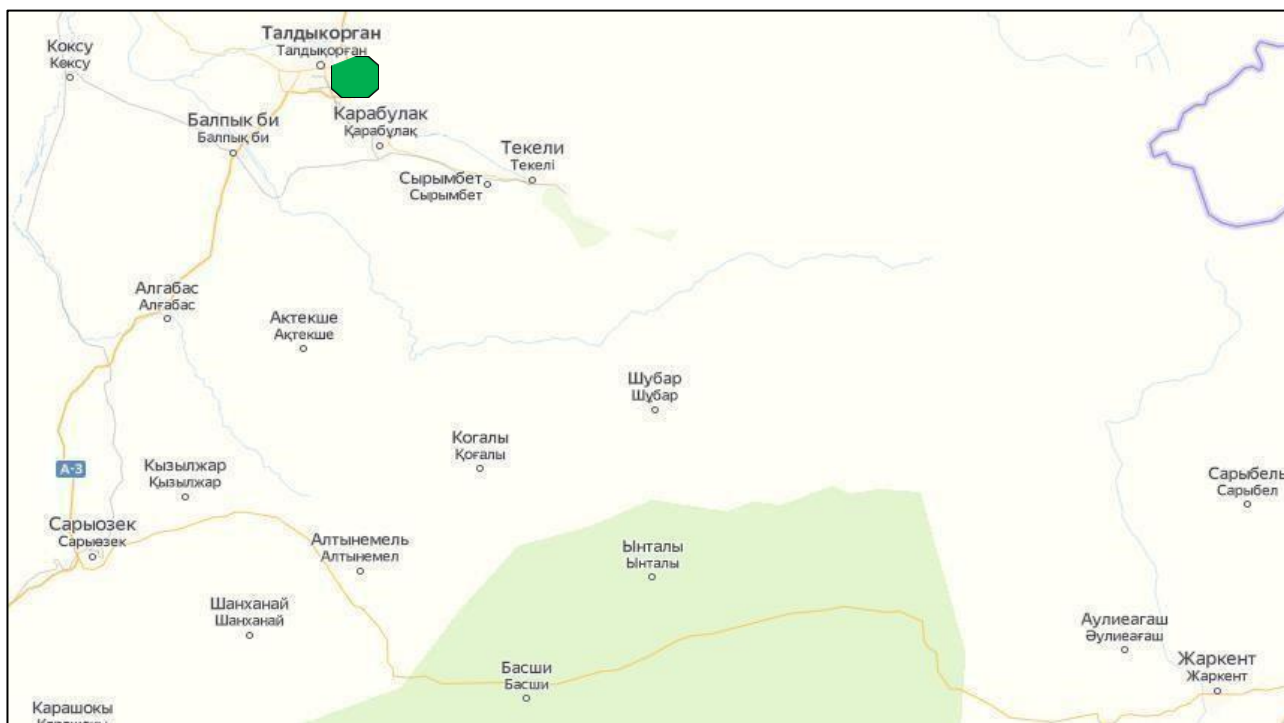 Талдыкорган
Талдықорған
Коксу
Көксу
Балпык би
Балпық би
Карабулак
Қарабұлақ
Текели
Текелі
Сырымбет
Сырымбет
Алгабас
Алғабас
Актекше
Ақтекше
Шубар
Шұбар
Когалы
Қоғалы
А-3
Кызылжар
Қызылжар
Сарыбель
Сарыбел
Сарыозек
Сарыөзек
Алтынемель
Алтынемел
Ынталы
Ынталы
Шанханай
Шанханай
Аулиеагаш
Әулиеағаш
Басши
Басши
Жаркент
Жаркент
Карашокы